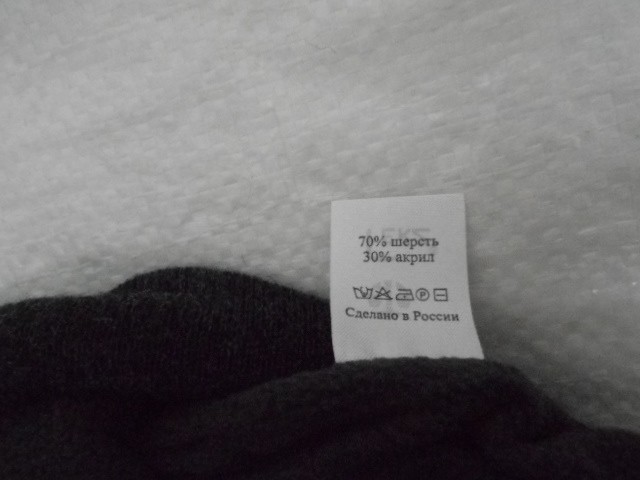 70% шерсть
30% акрил
Сделано в России